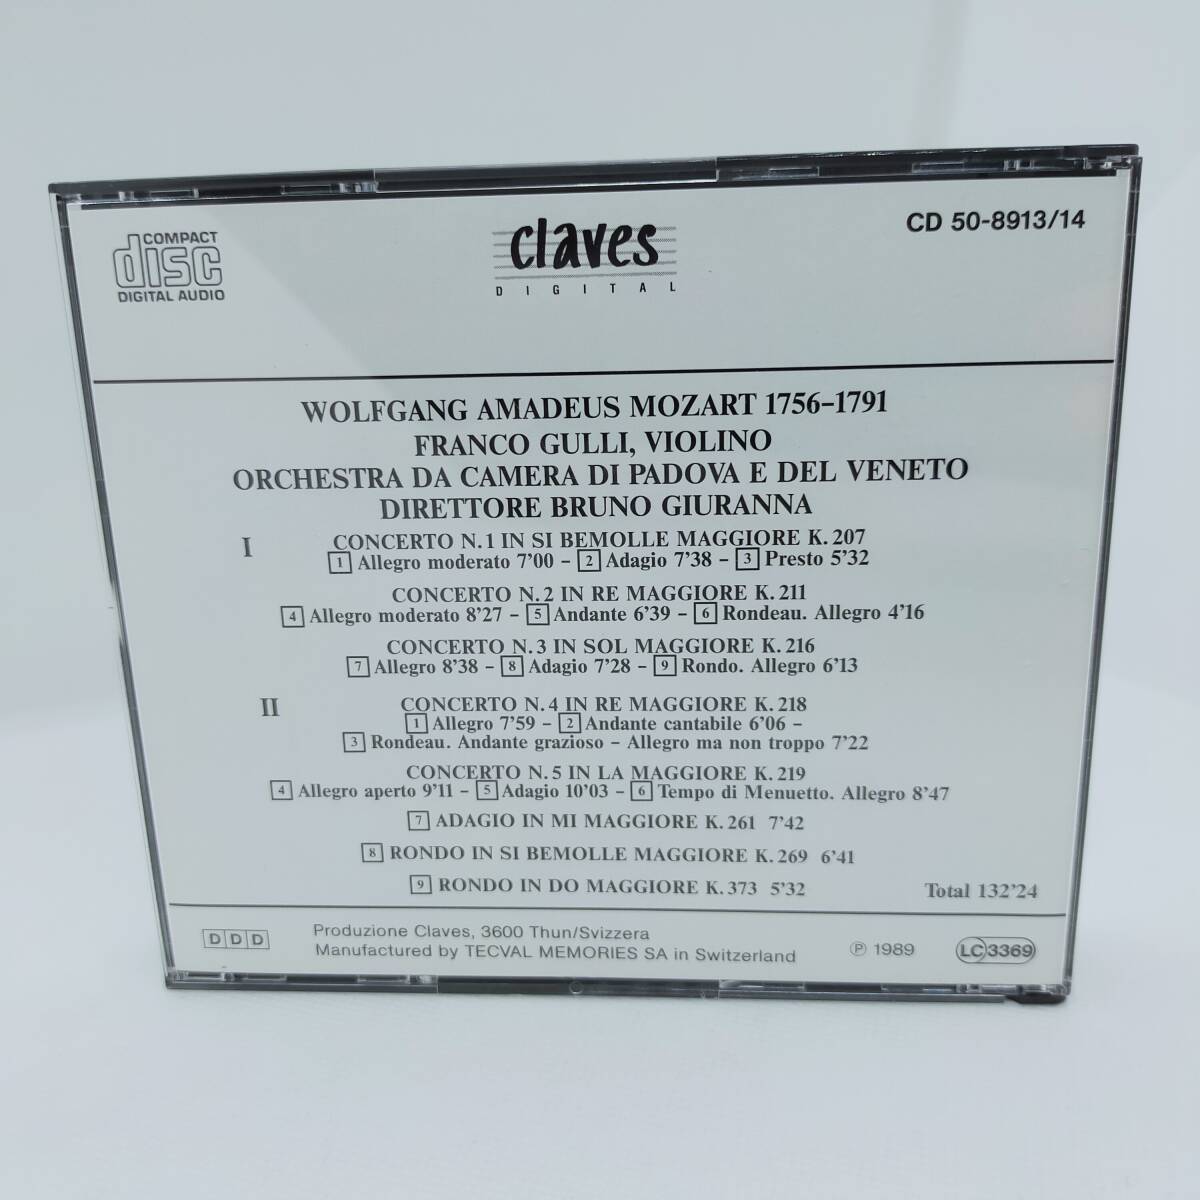 COMPACT
disc
DIGITAL AUDIO
claves
DIGITAL
CD 50-8913/14
WOLFGANG AMADEUS MOZART 1756–1791
FRANCO GULLI, VIOLINO
ORCHESTRA DA CAMERA DI PADOVA E DEL VENETO
DIRETTORE BRUNO GIURANNA
I CONCERTO N.1 IN SI BEMOLLE MAGGIORE K.207
1 Allegro moderato 7'00 – 2 Adagio 7'38 – 3 Presto 5'32
CONCERTO N.2 IN RE MAGGIORE K.211
4 Allegro moderato 8'27 – 5 Andante 6'39 – 6 Rondeau. Allegro 4'16
CONCERTO N.3 IN SOL MAGGIORE K.216
7 Allegro 8'38 – 8 Adagio 7'28 – 9 Rondo. Allegro 6'13
II CONCERTO N.4 IN RE MAGGIORE K.218
1 Allegro 7'59 – 2 Andante cantabile 6'06 –
3 Rondeau. Andante grazioso – Allegro ma non troppo 7'22
CONCERTO N.5 IN LA MAGGIORE K.219
4 Allegro aperto 9'11 – 5 Adagio 10'03 – 6 Tempo di Menuetto. Allegro 8'47
7 ADAGIO IN MI MAGGIORE K.261 7'42
8 RONDO IN SI BEMOLLE MAGGIORE K.269 6'41
9 RONDO IN DO MAGGIORE K.373 5'32
Total 132'24
DDD
Produzione Claves, 3600 Thun/Svizzera
Manufactured by TECVAL MEMORIES SA in Switzerland
℗ 1989
LC 3369